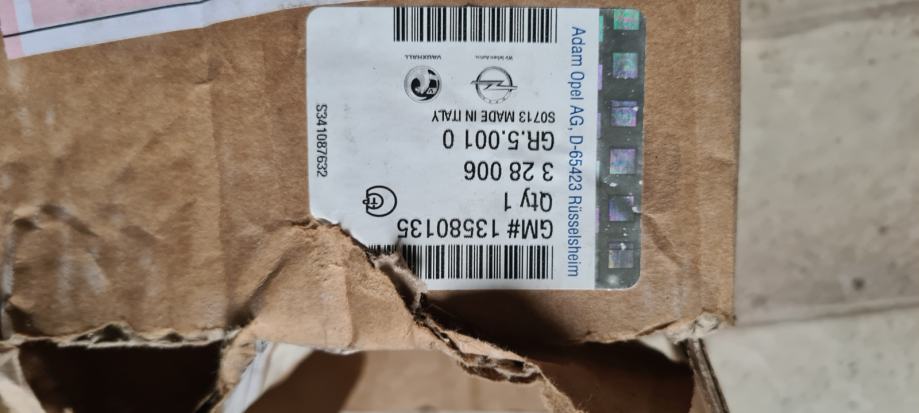 GM# 13580135
Qty 1
3 28 006
GR.5.001 0
S0713 MADE IN ITALY
VAUXHALL
Adam Opel AG, D-65423 Rüsselsheim
S341087632